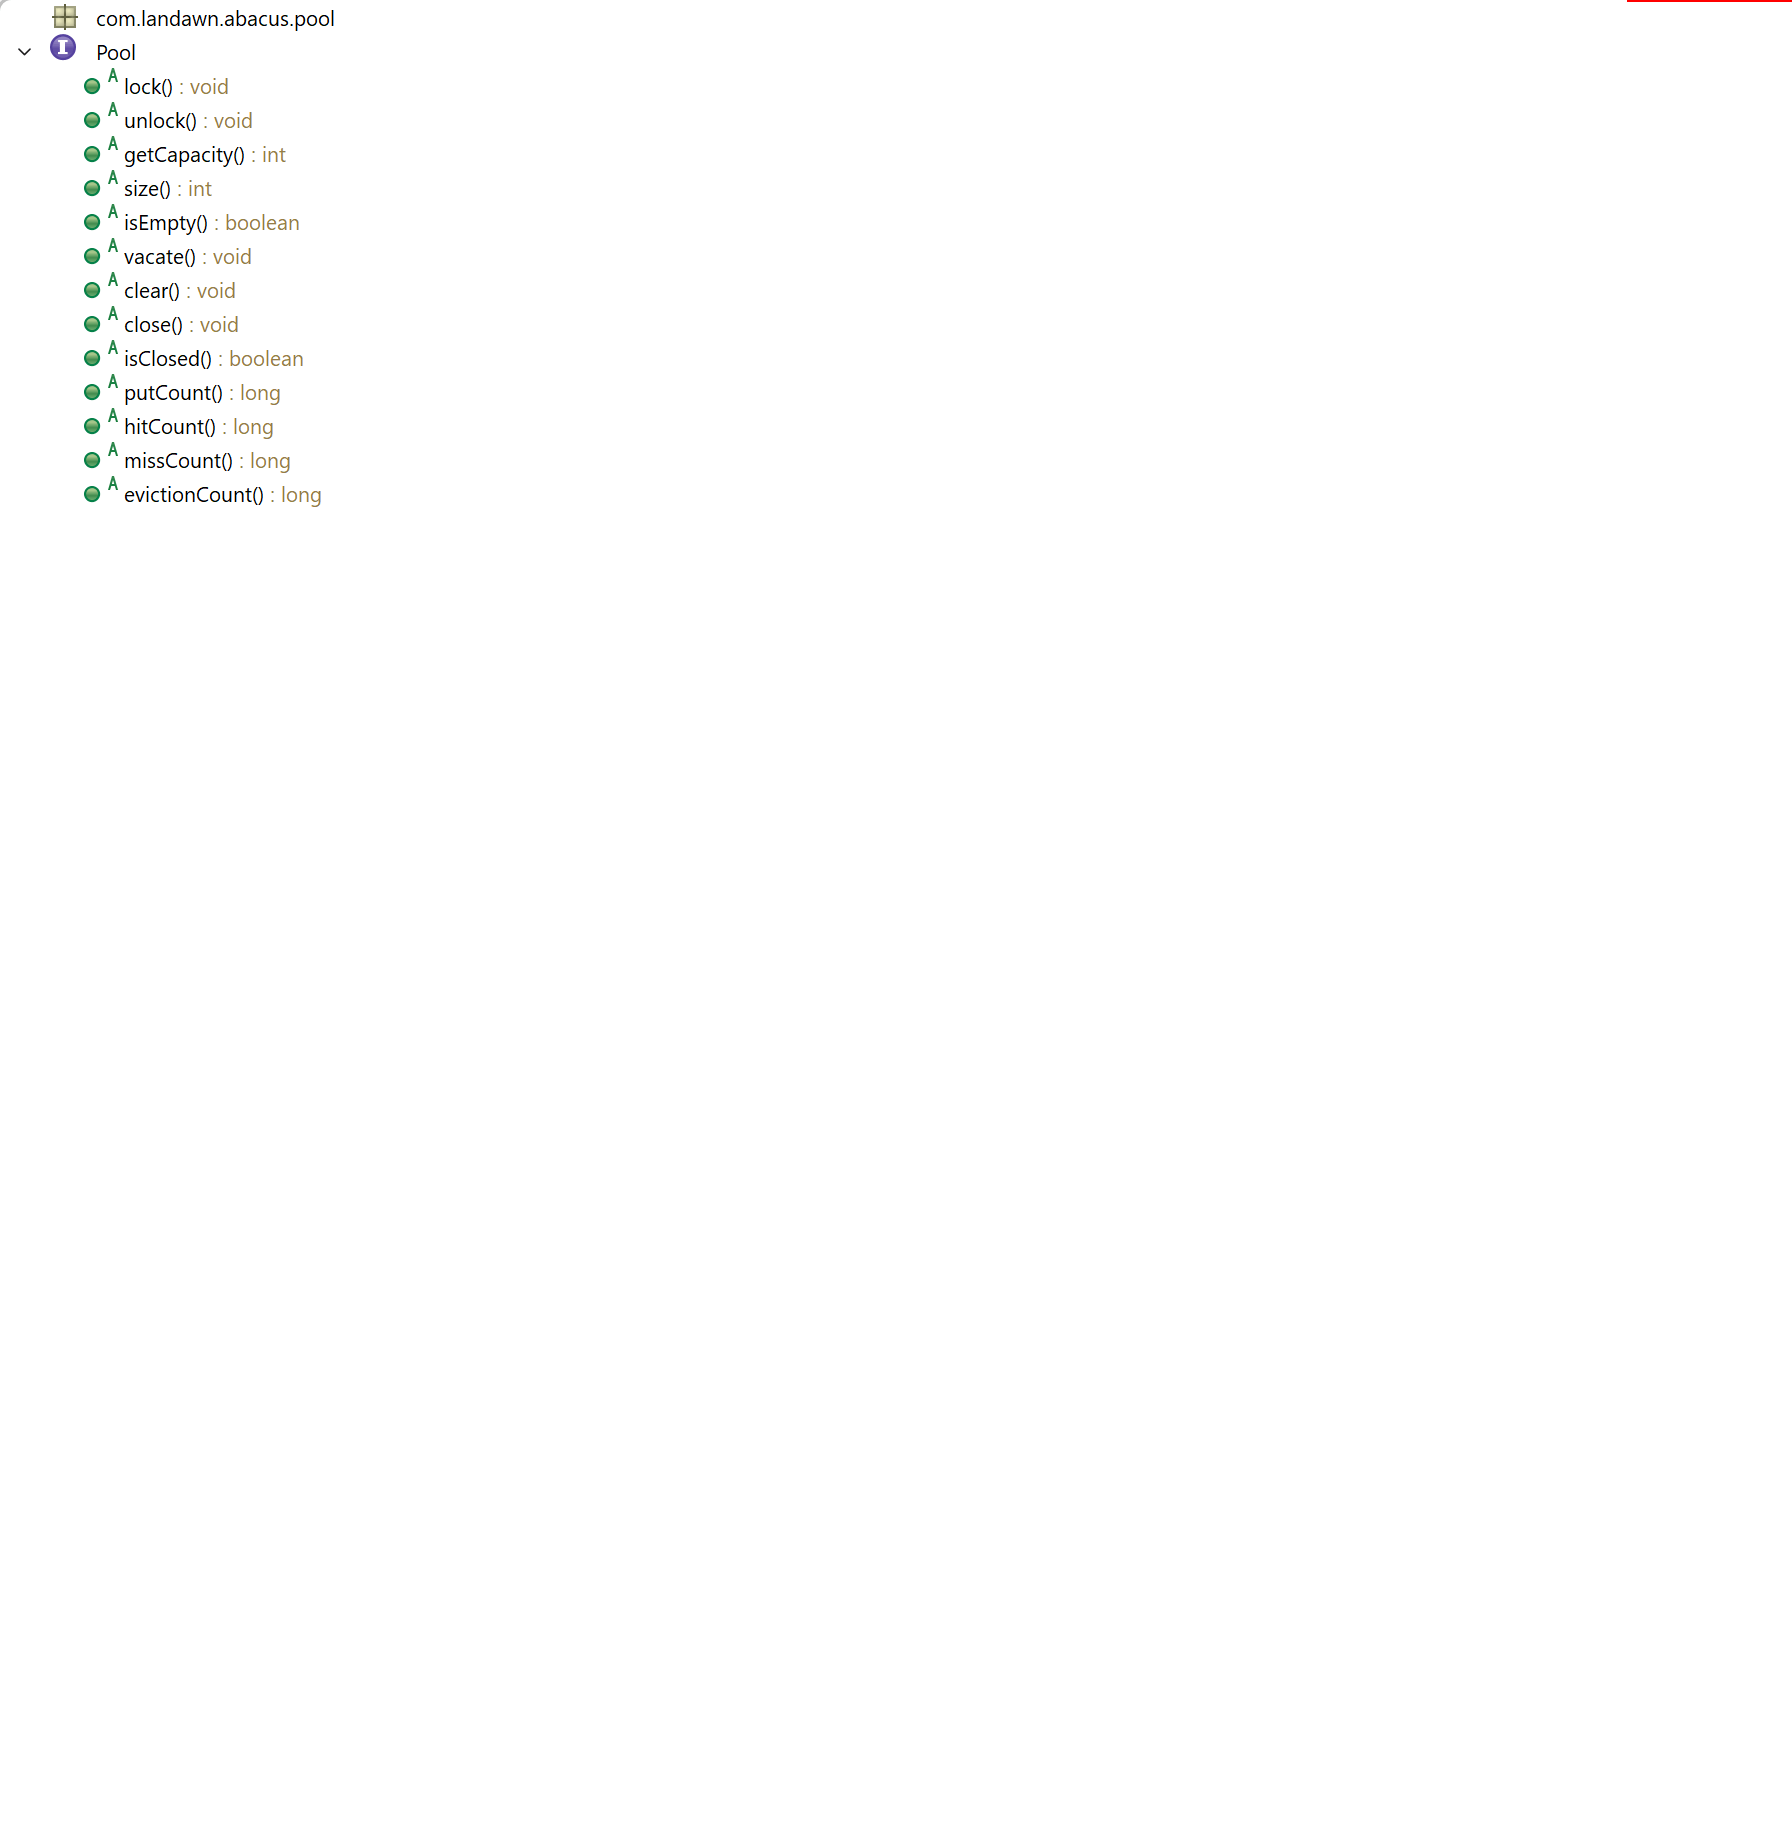 com.landawn.abacus.pool
Pool
A lock() : void
A unlock() : void
A getCapacity() : int
A size() : int
A isEmpty() : boolean
A vacate() : void
A clear() : void
A close() : void
A isClosed() : boolean
A putCount() : long
A hitCount() : long
A missCount() : long
A evictionCount() : long